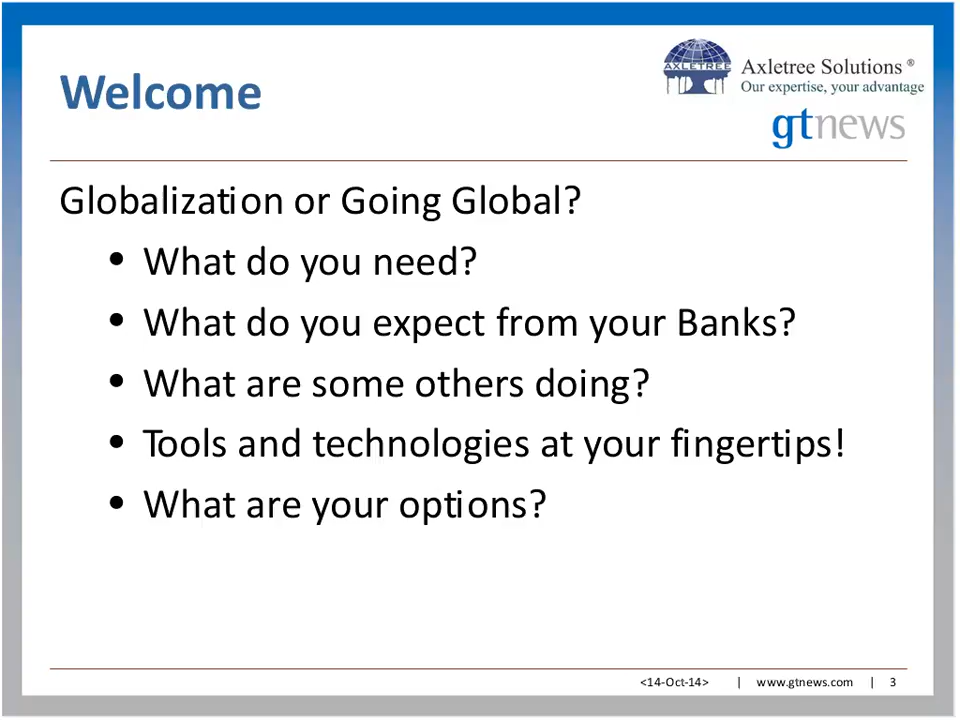 Welcome
AXLETREE
Axletree Solutions ®
Our expertise, your advantage
gtnews
Globalization or Going Global?
• What do you need?
• What do you expect from your Banks?
• What are some others doing?
• Tools and technologies at your fingertips!
• What are your options?
<14-Oct-14> | www.gtnews.com | 3